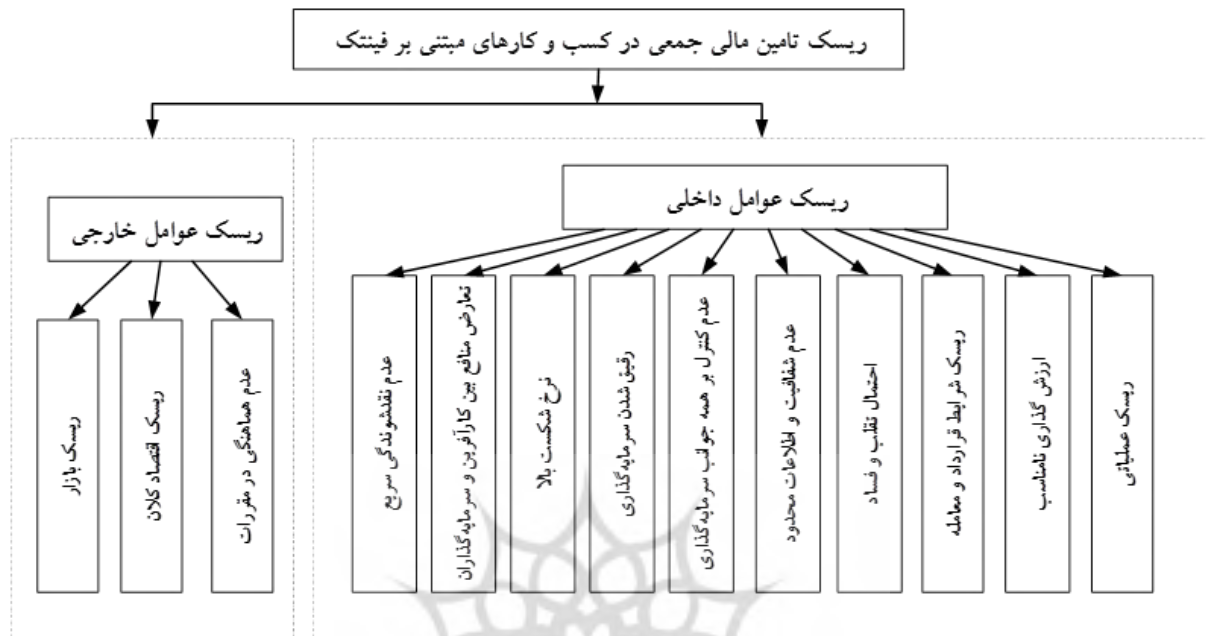 ریسک تامین مالی جمعی در کسب و کارهای مبتنی بر فینتک
ریسک عوامل داخلی
ریسک عملیاتی
ارزش گذاری نامناسب
ریسک شرایط قرارداد و معامله
احتمال تقلب و فساد
عدم شفافیت و اطلاعات محدود
عدم کنترل بر همه جوانب سرمایه‌گذاری
رقیق شدن سرمایه‌گذاری
نرخ شکست بالا
تعارض منافع بین کارآفرین و سرمایه‌گذاران
عدم نقدشوندگی سریع
ریسک عوامل خارجی
عدم هماهنگی در مقررات
ریسک اقتصاد کلان
ریسک بازار